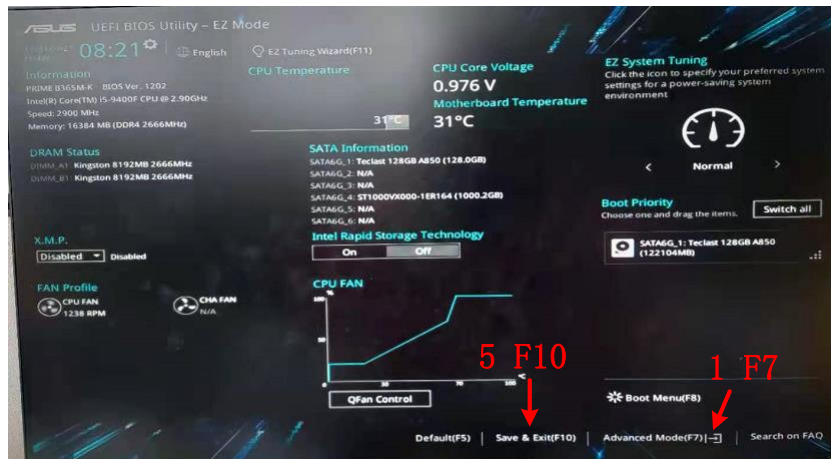 ASUS UEFI BIOS Utility – EZ Mode
08:21 English EZ Tuning Wizard(F11)
Information
PRIME B365M-K BIOS Ver. 1202
Intel(R) Core(TM) i5-9400F CPU @ 2.90GHz
Speed: 2900 MHz
Memory: 16384 MB (DDR4 2666MHz)
CPU Temperature
31°C
CPU Core Voltage
0.976 V
Motherboard Temperature
31°C
EZ System Tuning
Click the icon to specify your preferred system
settings for a power-saving system
environment
< Normal >
DRAM Status
DIMM_A1: Kingston 8192MB 2666MHz
DIMM_B1: Kingston 8192MB 2666MHz
SATA Information
SATA6G_1: Teclast 128GB A850 (128.0GB)
SATA6G_2: N/A
SATA6G_3: N/A
SATA6G_4: ST1000VX000-1ER164 (1000.2GB)
SATA6G_5: N/A
SATA6G_6: N/A
Boot Priority
Choose one and drag the items.
Switch all
SATA6G_1: Teclast 128GB A850
(122104MB)
X.M.P.
Disabled Disabled
Intel Rapid Storage Technology
On Off
FAN Profile
CPU FAN
1238 RPM
CHA FAN
N/A
CPU FAN
%
100
50
0 30 70 100
°C
QFan Control
5 F10
1 F7
Boot Menu(F8)
Default(F5) Save & Exit(F10) Advanced Mode(F7) Search on FAQ